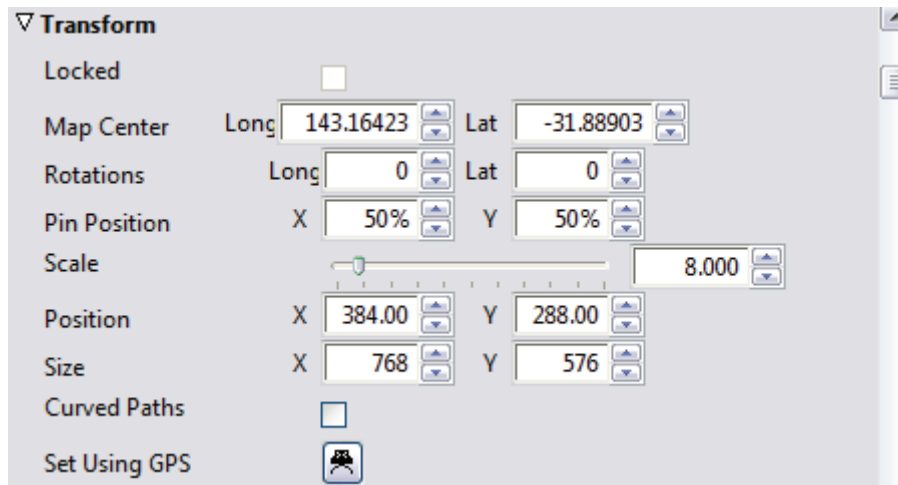 Transform
Locked
Map Center Long 143.16423 Lat -31.88903
Rotations Long 0 Lat 0
Pin Position X 50% Y 50%
Scale 8.000
Position X 384.00 Y 288.00
Size X 768 Y 576
Curved Paths
Set Using GPS